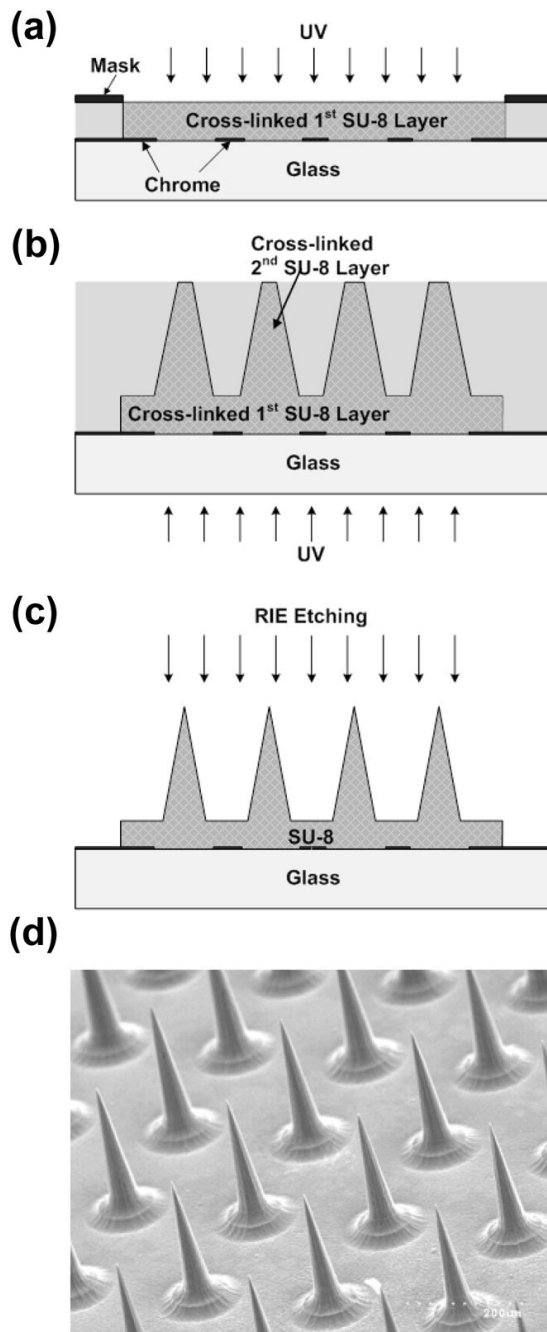 (a)
UV
Mask
Cross-linked 1st SU-8 Layer
Chrome
Glass
(b)
Cross-linked
2nd SU-8 Layer
Cross-linked 1st SU-8 Layer
Glass
UV
(c)
RIE Etching
SU-8
Glass
(d)
200um